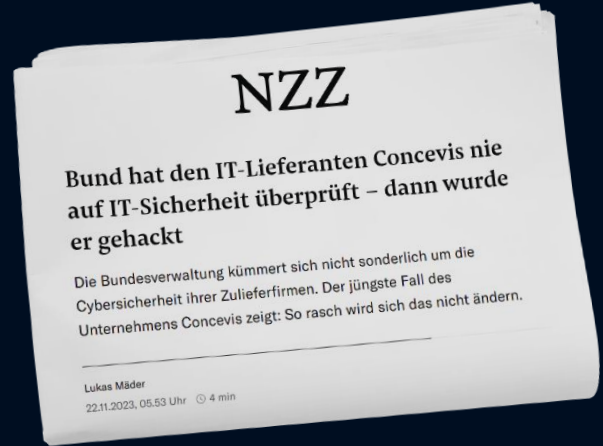 NZZ
Bund hat den IT-Lieferanten Concevis nie
auf IT-Sicherheit überprüft – dann wurde
er gehackt
Die Bundesverwaltung kümmert sich nicht sonderlich um die
Cybersicherheit ihrer Zulieferfirmen. Der jüngste Fall des
Unternehmens Concevis zeigt: So rasch wird sich das nicht ändern.
Lukas Mäder
22.11.2023, 05.53 Uhr 4 min